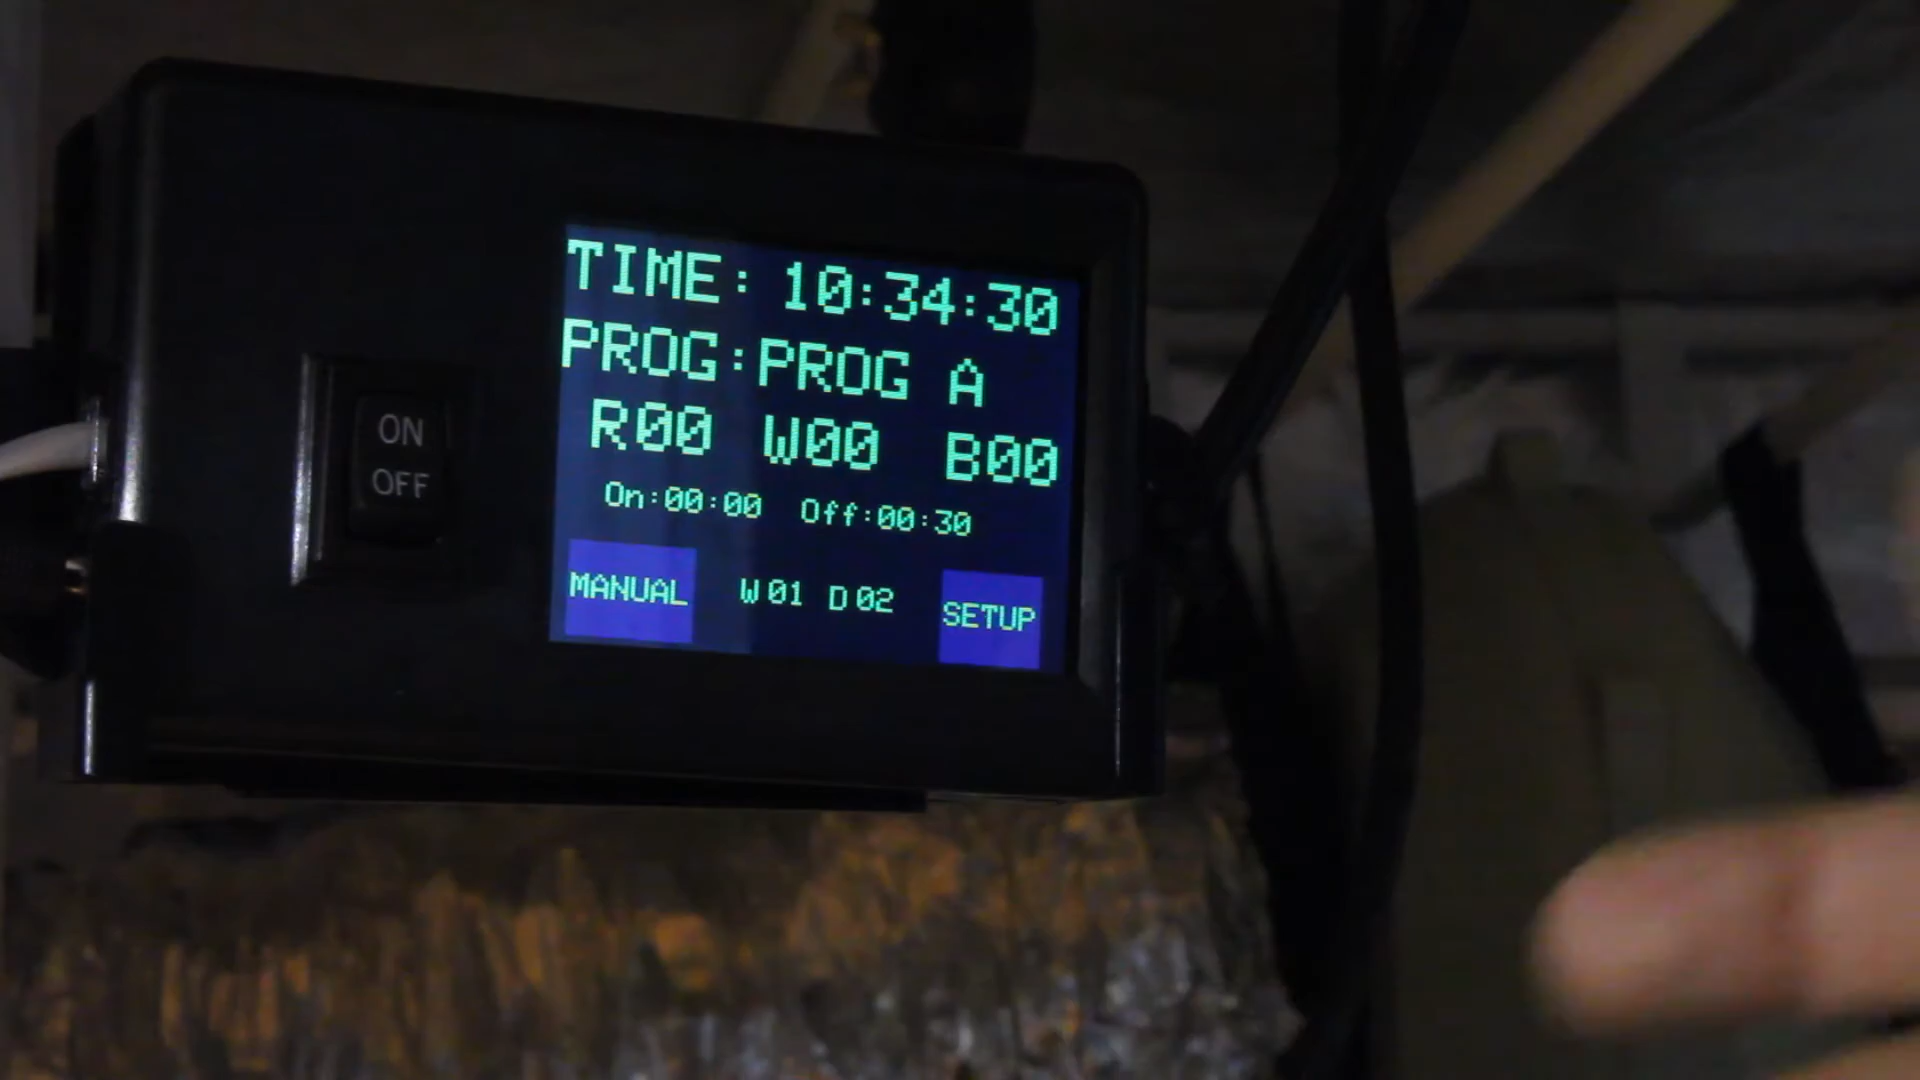 TIME: 10:34:30
PROG:PROG A
R00 W00 B00
On:00:00 Off:00:30
MANUAL W01 D02 SETUP
ON
OFF